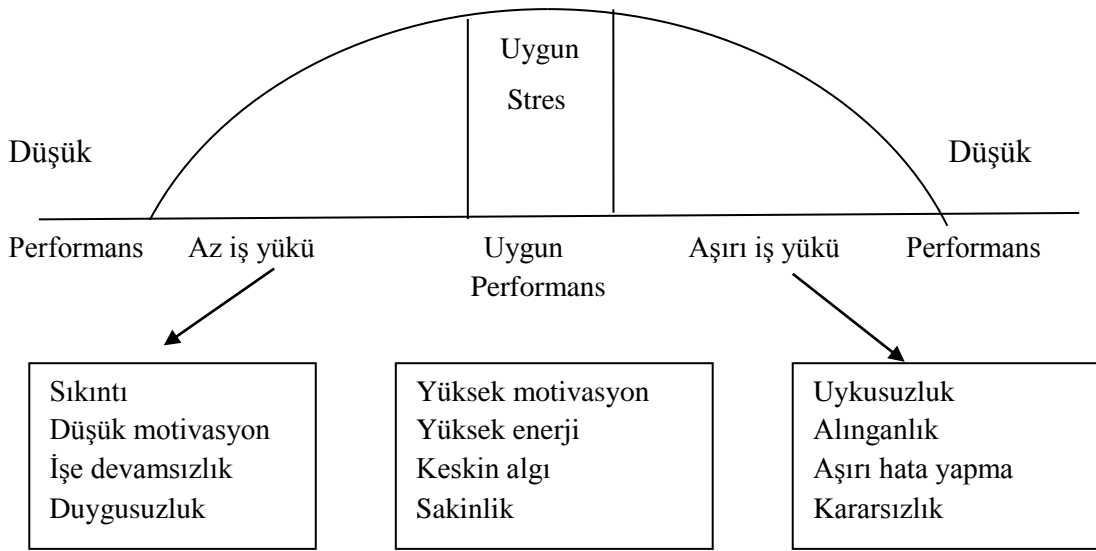 Uygun
Stres
Düşük
Düşük
Performans
Az iş yükü
Uygun
Performans
Aşırı iş yükü
Performans
Sıkıntı
Düşük motivasyon
İşe devamsızlık
Duygusuzluk
Yüksek motivasyon
Yüksek enerji
Keskin algı
Sakinlik
Uykusuzluk
Alınganlık
Aşırı hata yapma
Kararsızlık